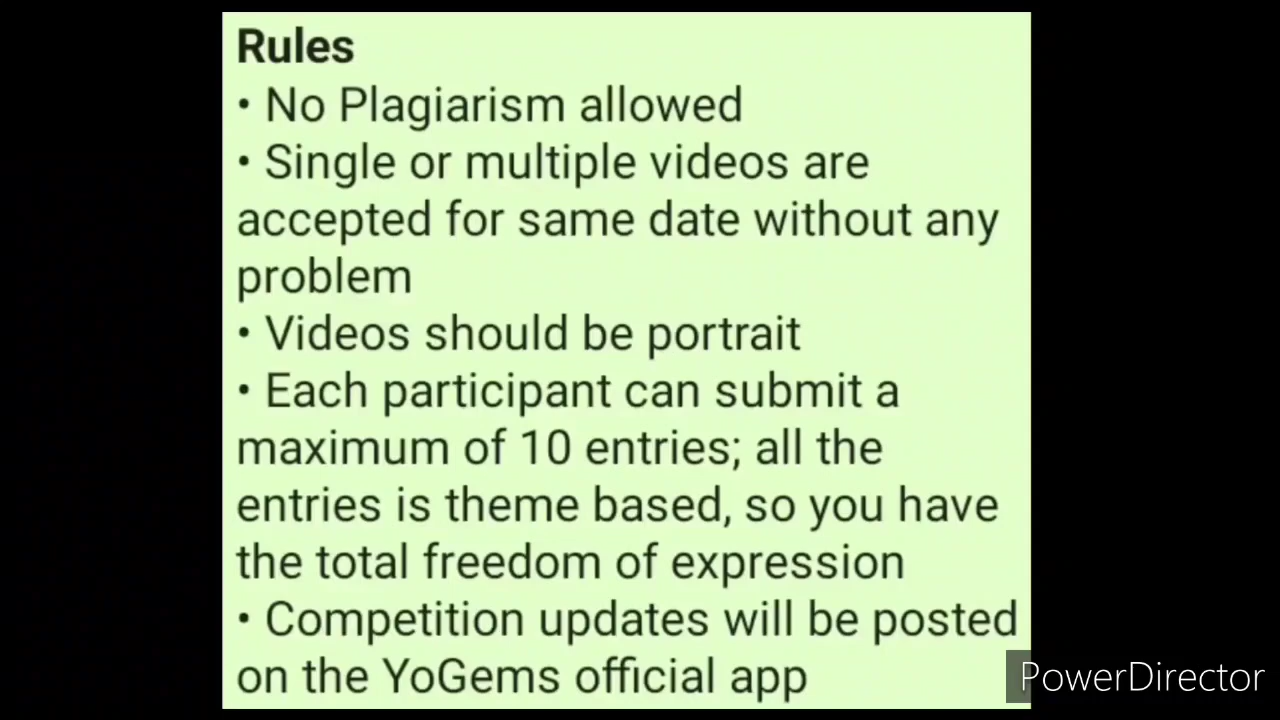 Rules
• No Plagiarism allowed
• Single or multiple videos are
accepted for same date without any
problem
• Videos should be portrait
• Each participant can submit a
maximum of 10 entries; all the
entries is theme based, so you have
the total freedom of expression
• Competition updates will be posted
on the YoGems official app
PowerDirector